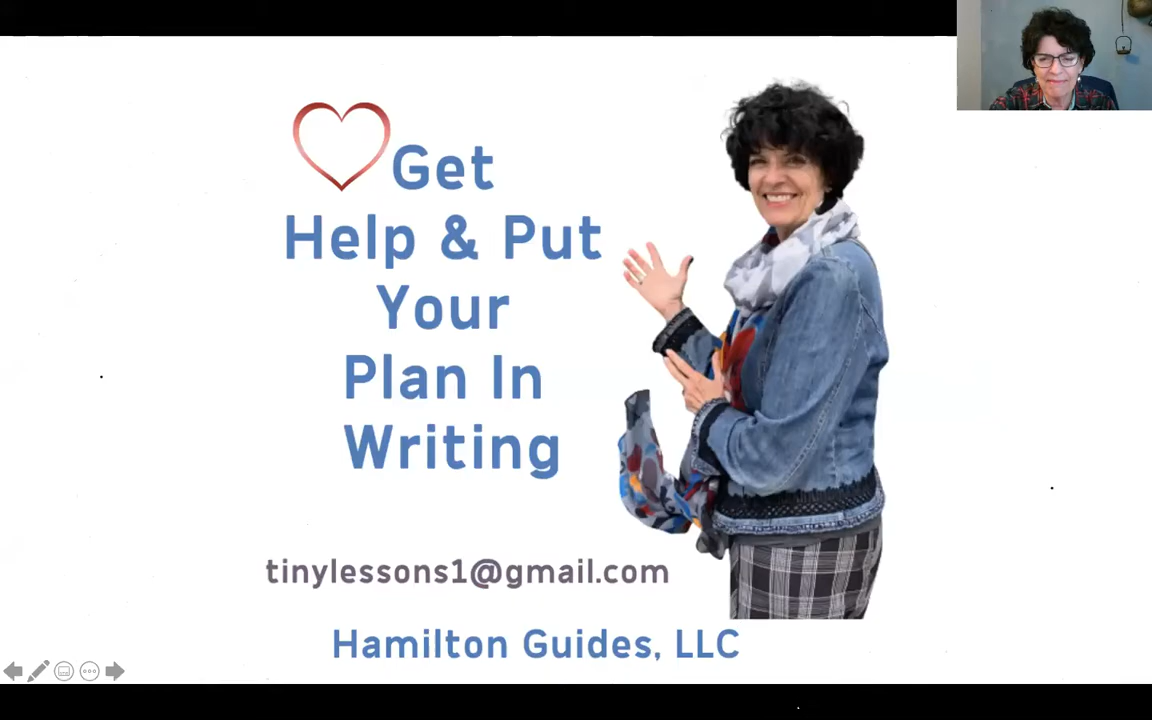 Get
Help & Put
Your
Plan In
Writing
tinylessons1@gmail.com
Hamilton Guides, LLC